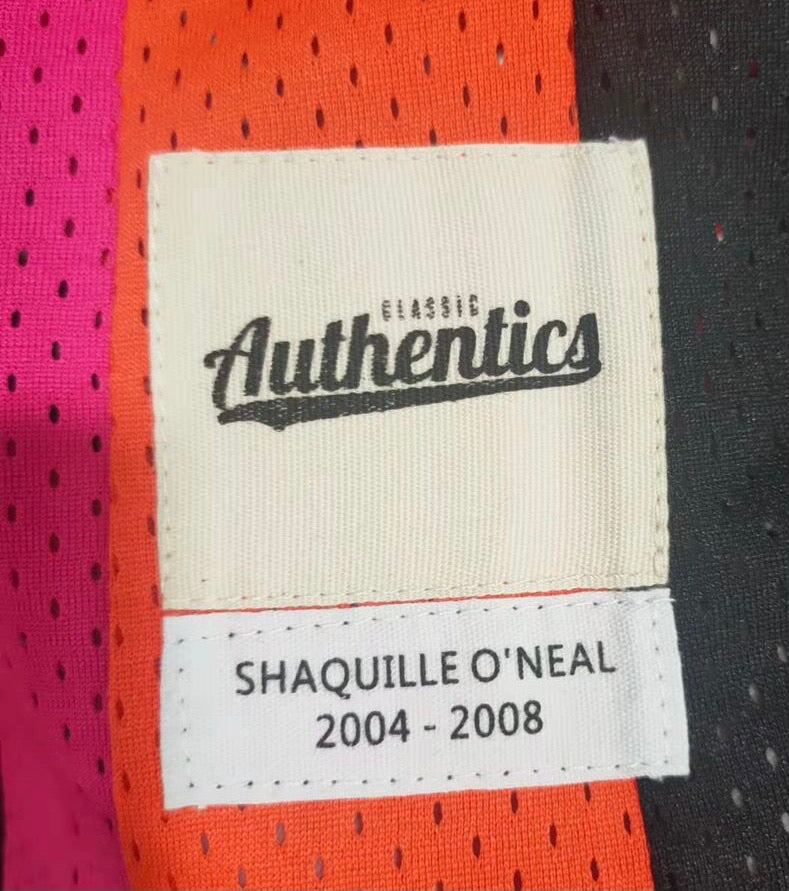 CLASSIC
Authentics
SHAQUILLE O'NEAL
2004 - 2008